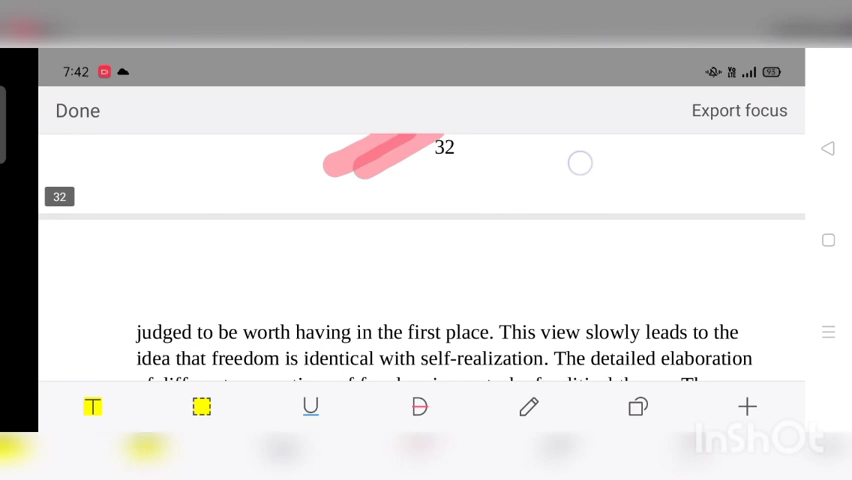 7:42
93
Done
Export focus
32
32
judged to be worth having in the first place. This view slowly leads to the
idea that freedom is identical with self-realization. The detailed elaboration
T
U
InShOt